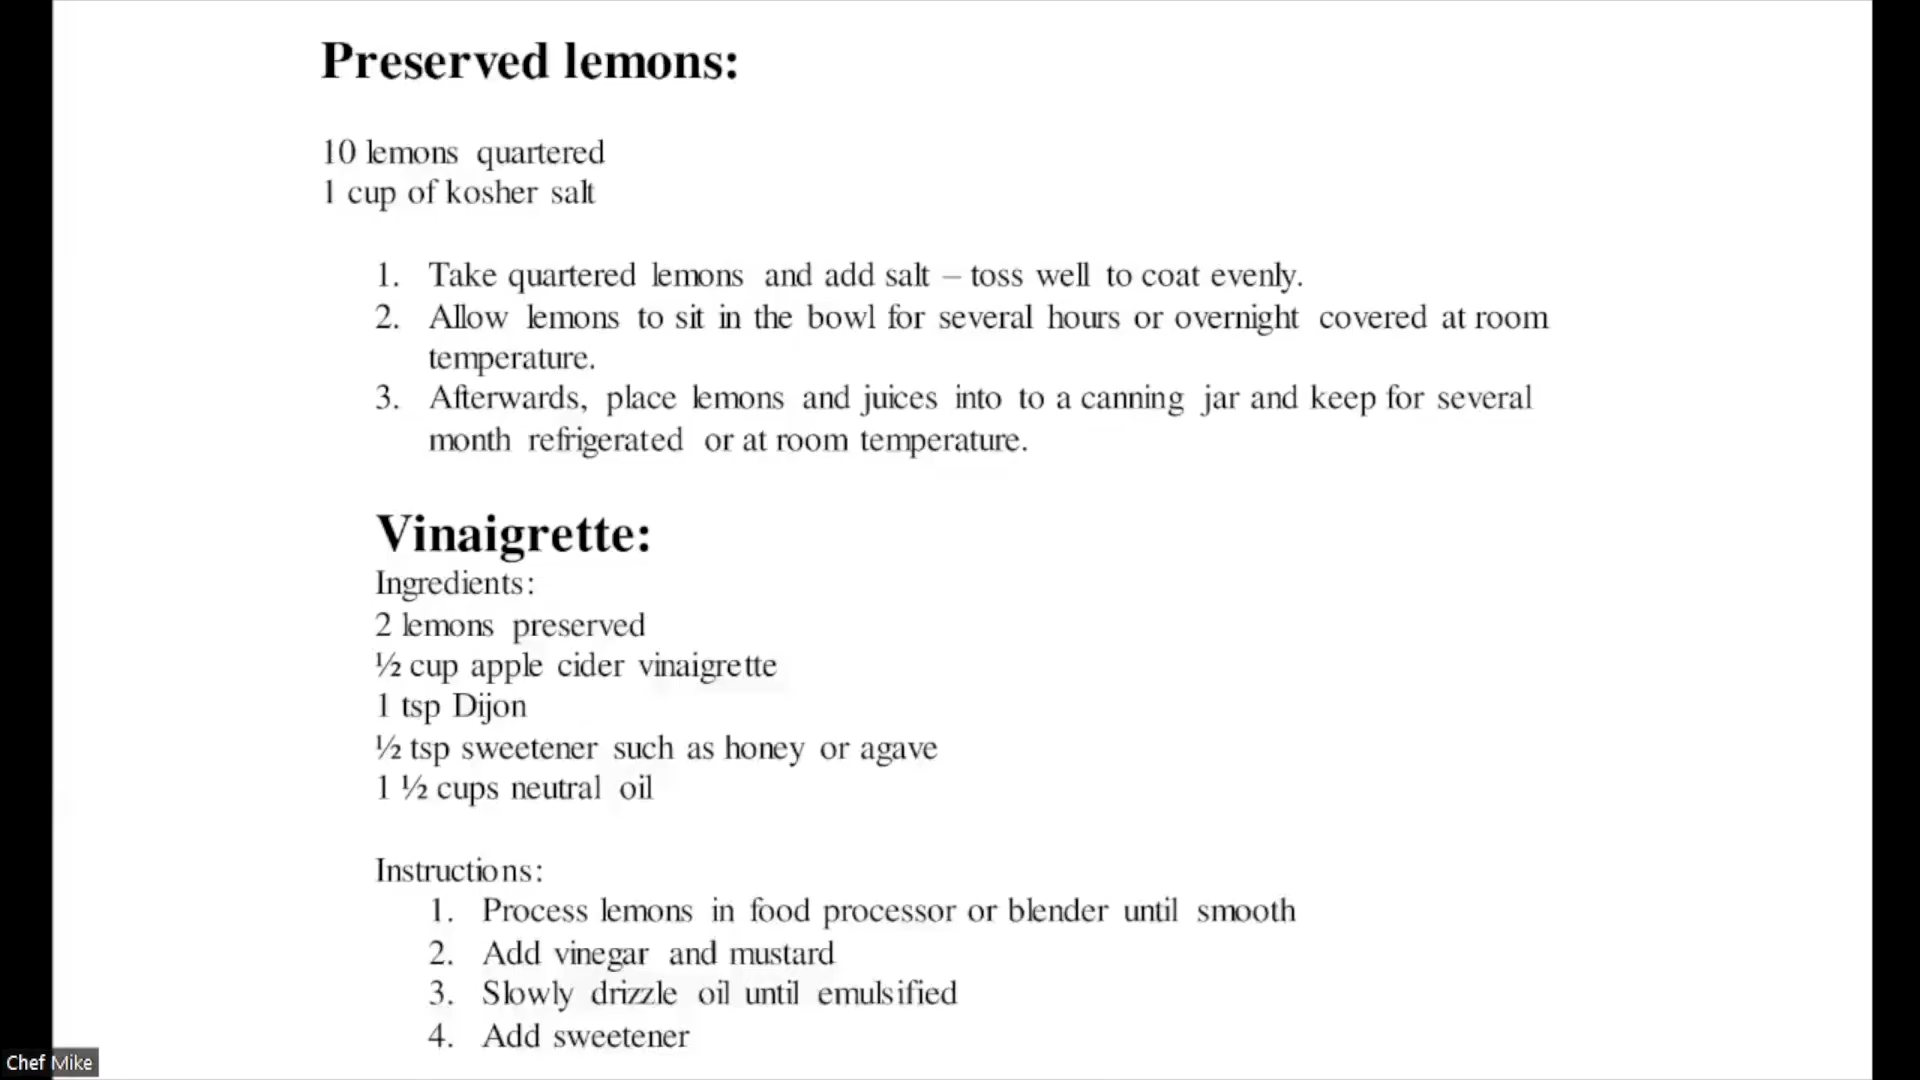 Preserved lemons:
10 lemons quartered
1 cup of kosher salt
1. Take quartered lemons and add salt – toss well to coat evenly.
2. Allow lemons to sit in the bowl for several hours or overnight covered at room
temperature.
3. Afterwards, place lemons and juices into to a canning jar and keep for several
month refrigerated or at room temperature.
Vinaigrette:
Ingredients:
2 lemons preserved
½ cup apple cider vinaigrette
1 tsp Dijon
½ tsp sweetener such as honey or agave
1 ½ cups neutral oil
Instructions:
1. Process lemons in food processor or blender until smooth
2. Add vinegar and mustard
3. Slowly drizzle oil until emulsified
4. Add sweetener
Chef Mike